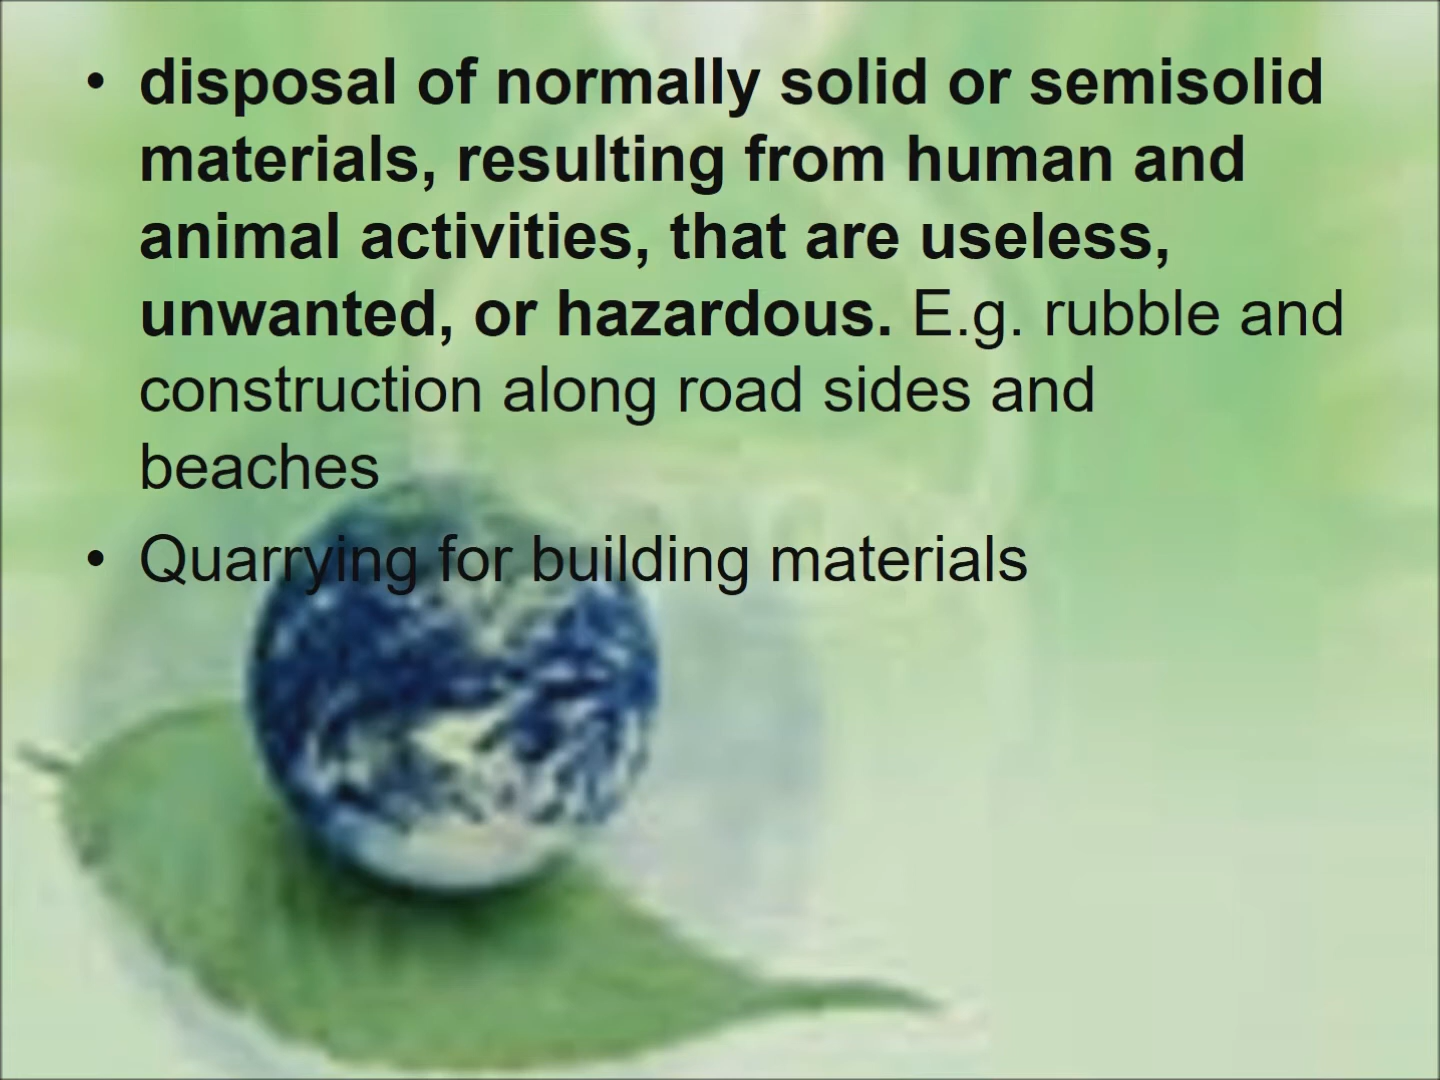 • disposal of normally solid or semisolid
materials, resulting from human and
animal activities, that are useless,
unwanted, or hazardous. E.g. rubble and
construction along road sides and
beaches
• Quarrying for building materials